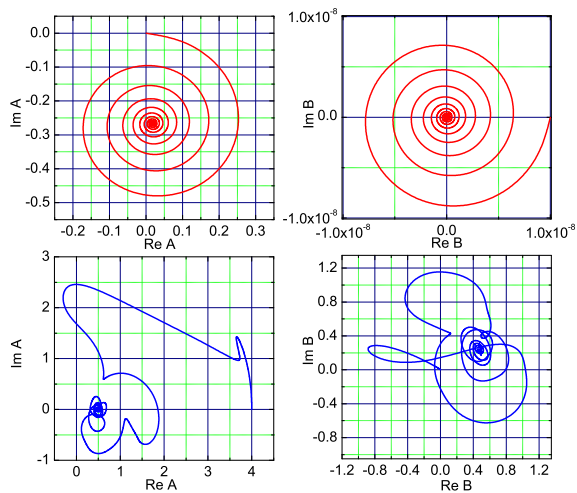 0.0
-0.1
-0.2
-0.3
-0.4
-0.5
Im A
-0.2 -0.1 0.0 0.1 0.2 0.3
Re A
1.0x10⁻⁸
0.0
-1.0x10⁻⁸
Im B
-1.0x10⁻⁸ 0.0 1.0x10⁻⁸
Re B
3
2
1
0
-1
Im A
0 1 2 3 4
Re A
1.2
0.8
0.4
0.0
-0.4
-0.8
Im B
-1.2 -0.8 -0.4 0.0 0.4 0.8 1.2
Re B